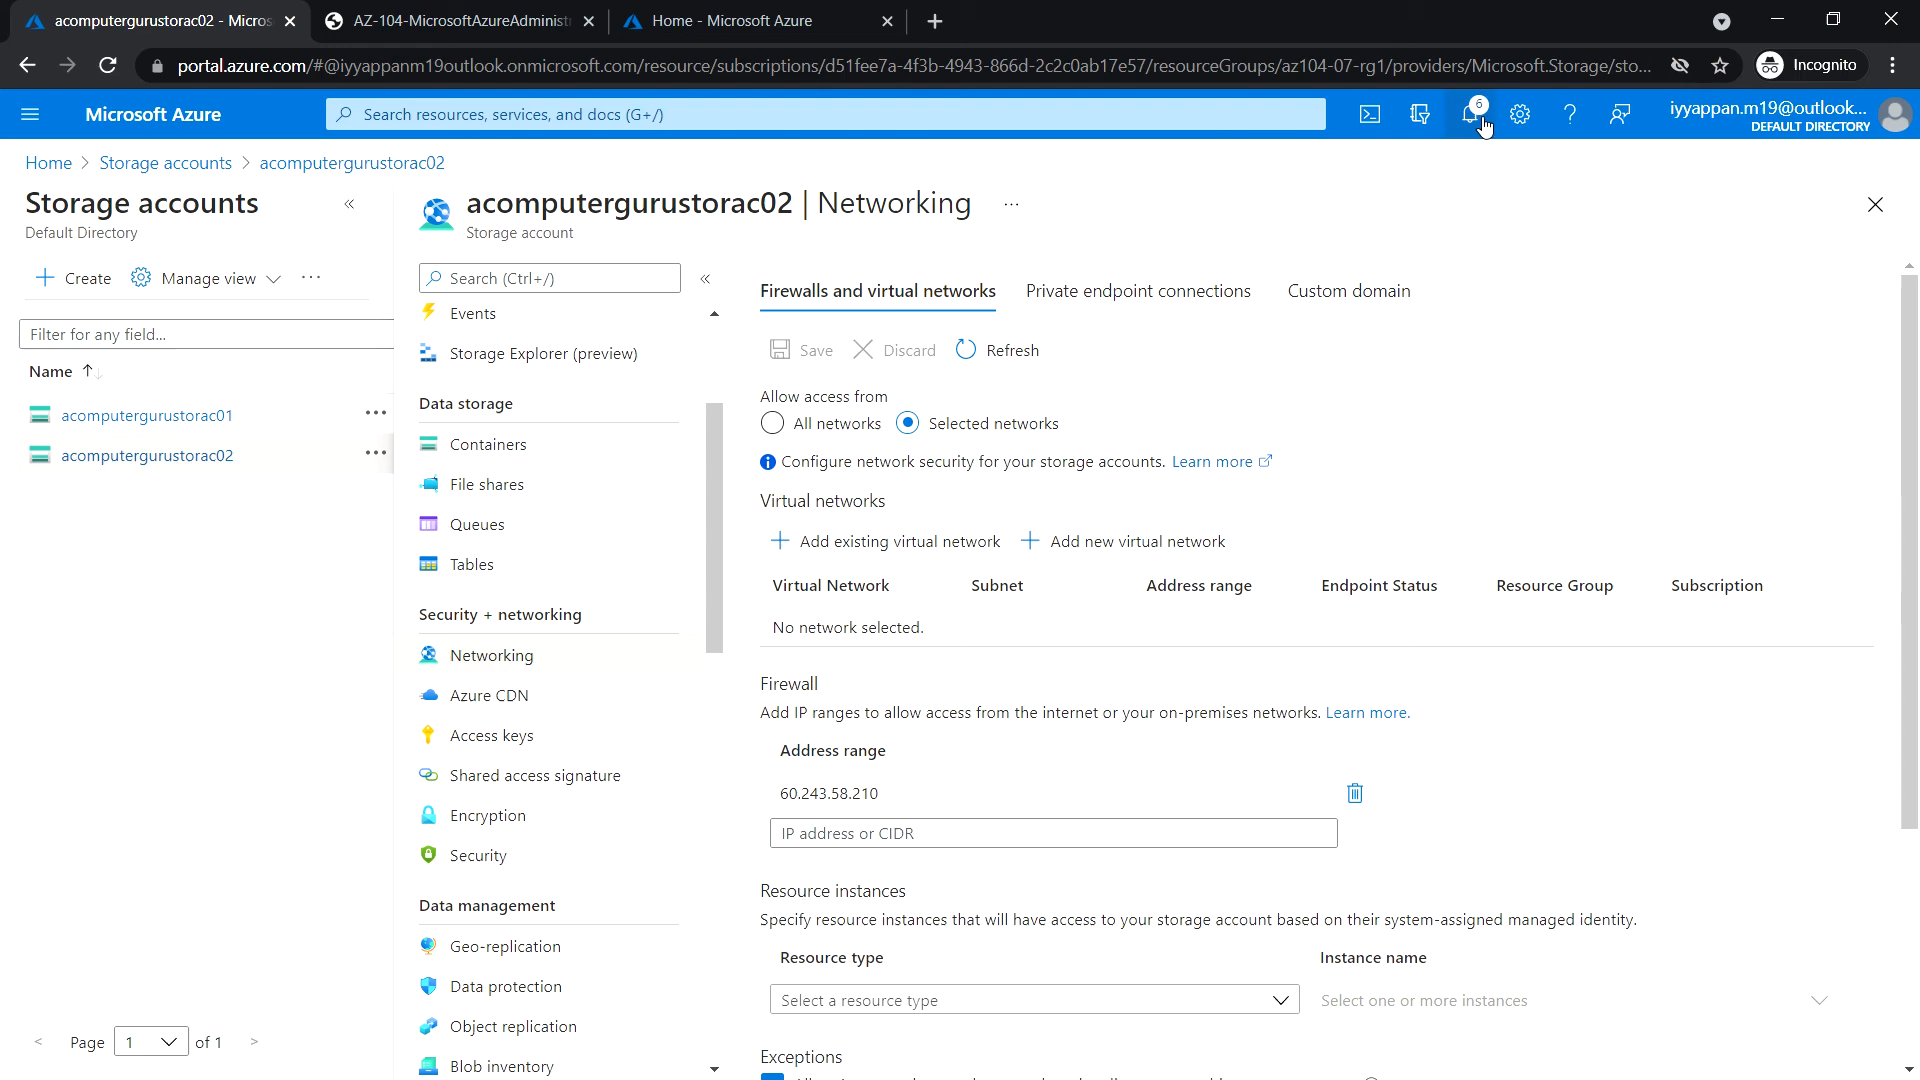 acomputergurustorac02 - Micros
AZ-104-MicrosoftAzureAdminist
Home - Microsoft Azure
portal.azure.com/#@iyyappanm19outlook.onmicrosoft.com/resource/subscriptions/d51fee7a-4f3b-4943-866d-2c2c0ab17e57/resourceGroups/az104-07-rg1/providers/Microsoft.Storage/sto...
Incognito
Microsoft Azure
Search resources, services, and docs (G+/)
6
iyyappan.m19@outlook...
DEFAULT DIRECTORY
Home > Storage accounts > acomputergurustorac02
Storage accounts
Default Directory
Create
Manage view
Filter for any field...
Name
acomputergurustorac01
acomputergurustorac02
< Page 1 of 1 >
acomputergurustorac02 | Networking
Storage account
Search (Ctrl+/)
Events
Storage Explorer (preview)
Data storage
Containers
File shares
Queues
Tables
Security + networking
Networking
Azure CDN
Access keys
Shared access signature
Encryption
Security
Data management
Geo-replication
Data protection
Object replication
Blob inventory
Firewalls and virtual networks Private endpoint connections Custom domain
Save Discard Refresh
Allow access from
All networks Selected networks
Configure network security for your storage accounts. Learn more
Virtual networks
Add existing virtual network Add new virtual network
Virtual Network Subnet Address range Endpoint Status Resource Group Subscription
No network selected.
Firewall
Add IP ranges to allow access from the internet or your on-premises networks. Learn more.
Address range
60.243.58.210
IP address or CIDR
Resource instances
Specify resource instances that will have access to your storage account based on their system-assigned managed identity.
Resource type Instance name
Select a resource type Select one or more instances
Exceptions